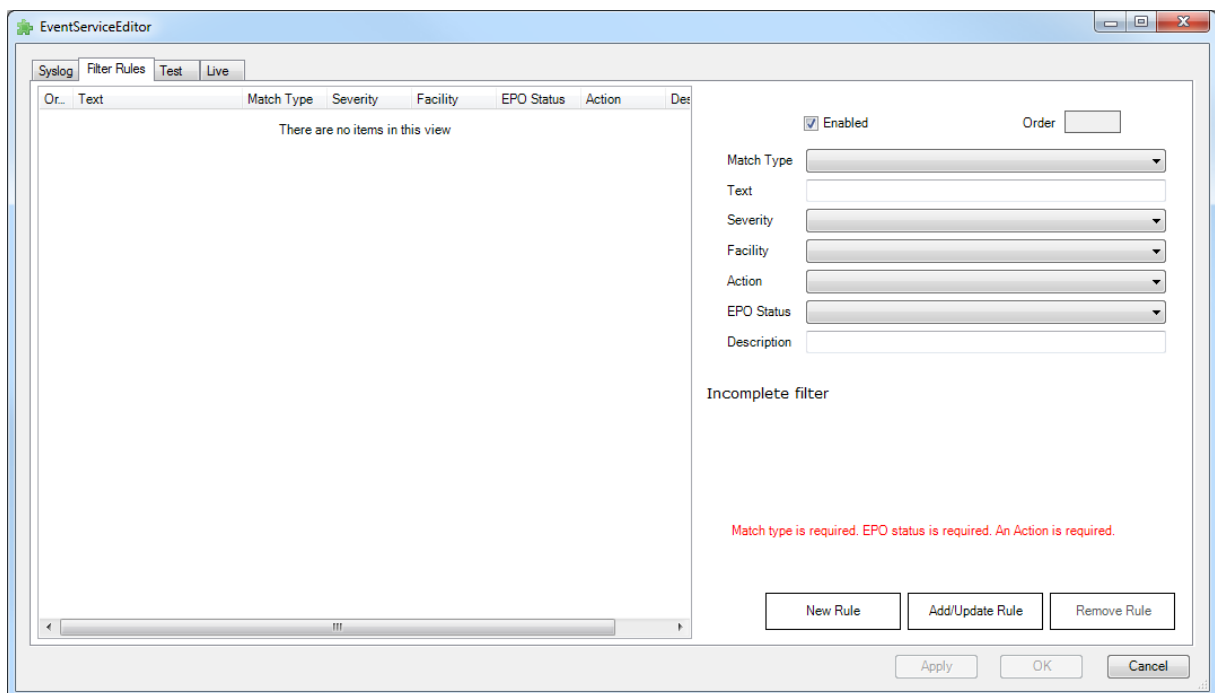 EventServiceEditor
Syslog Filter Rules Test Live
Or... Text Match Type Severity Facility EPO Status Action Des
There are no items in this view
Enabled Order
Match Type
Text
Severity
Facility
Action
EPO Status
Description
Incomplete filter
Match type is required. EPO status is required. An Action is required.
New Rule Add/Update Rule Remove Rule
Apply OK Cancel